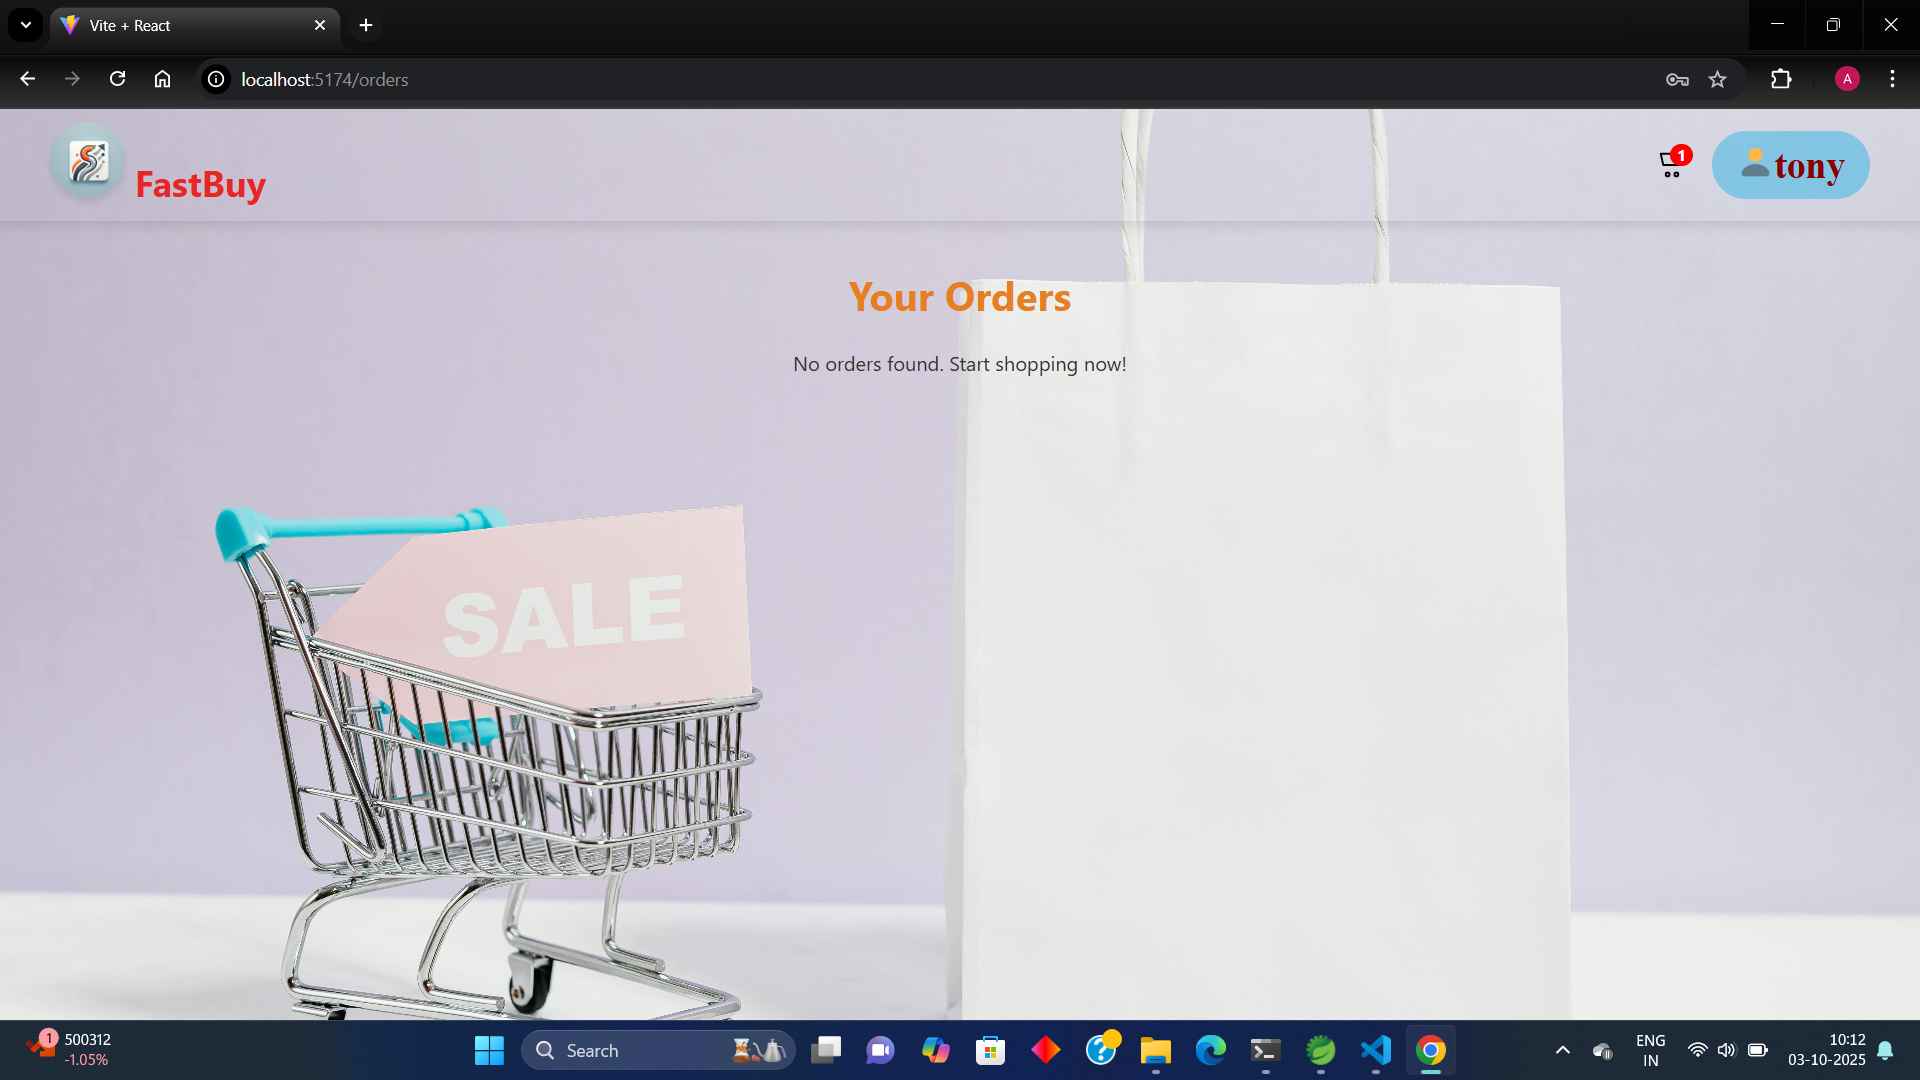 Vite + React
localhost:5174/orders
A
FastBuy
1
tony
Your Orders
No orders found. Start shopping now!
SALE
1
500312
-1.05%
Search
ENG
IN
10:12
03-10-2025